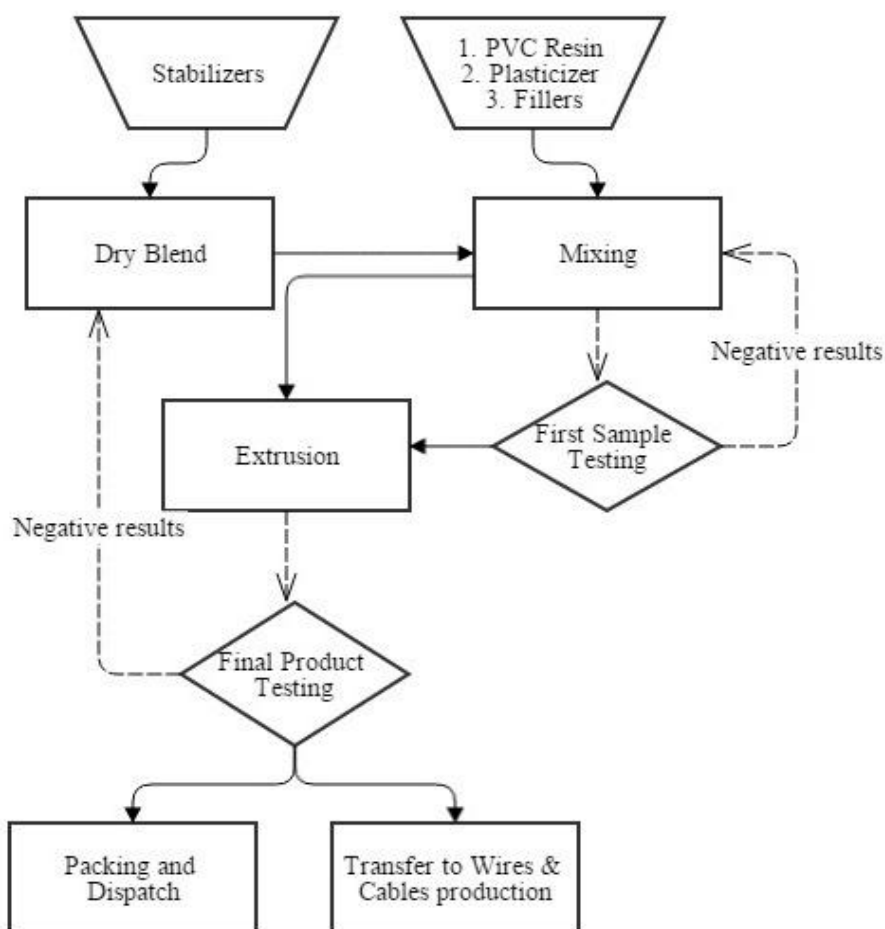 Stabilizers
1. PVC Resin
2. Plasticizer
3. Fillers
Dry Blend
Mixing
Negative results
First Sample
Testing
Extrusion
Negative results
Final Product
Testing
Packing and
Dispatch
Transfer to Wires &
Cables production